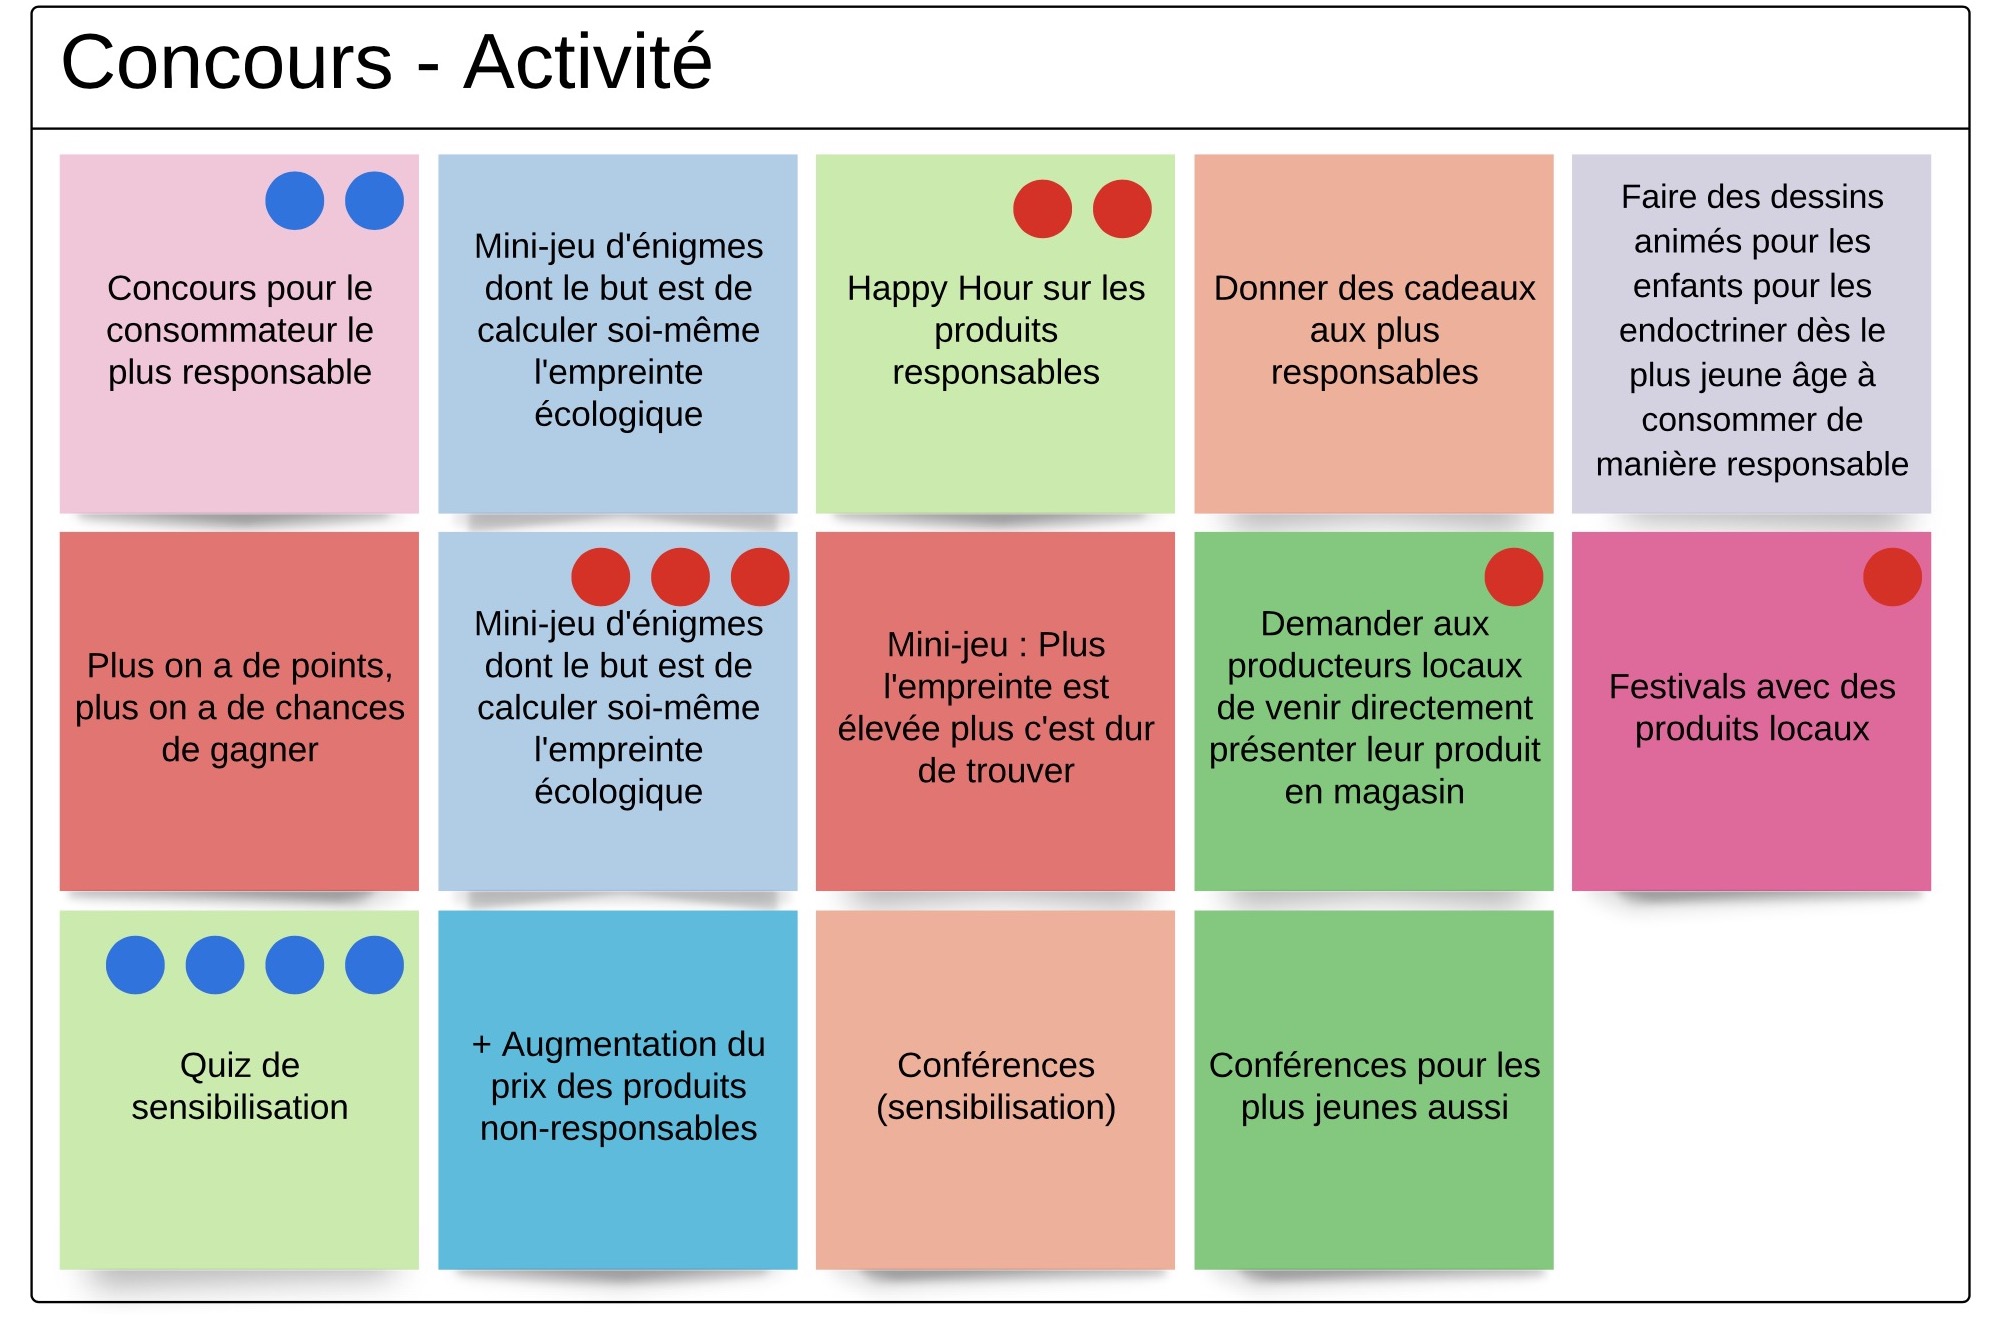 Concours - Activité
Concours pour le
consommateur le
plus responsable
Mini-jeu d'énigmes
dont le but est de
calculer soi-même
l'empreinte
écologique
Happy Hour sur les
produits
responsables
Donner des cadeaux
aux plus
responsables
Faire des dessins
animés pour les
enfants pour les
endoctriner dès le
plus jeune âge à
consommer de
manière responsable
Plus on a de points,
plus on a de chances
de gagner
Mini-jeu d'énigmes
dont le but est de
calculer soi-même
l'empreinte
écologique
Mini-jeu : Plus
l'empreinte est
élevée plus c'est dur
de trouver
Demander aux
producteurs locaux
de venir directement
présenter leur produit
en magasin
Festivals avec des
produits locaux
Quiz de
sensibilisation
+ Augmentation du
prix des produits
non-responsables
Conférences
(sensibilisation)
Conférences pour les
plus jeunes aussi